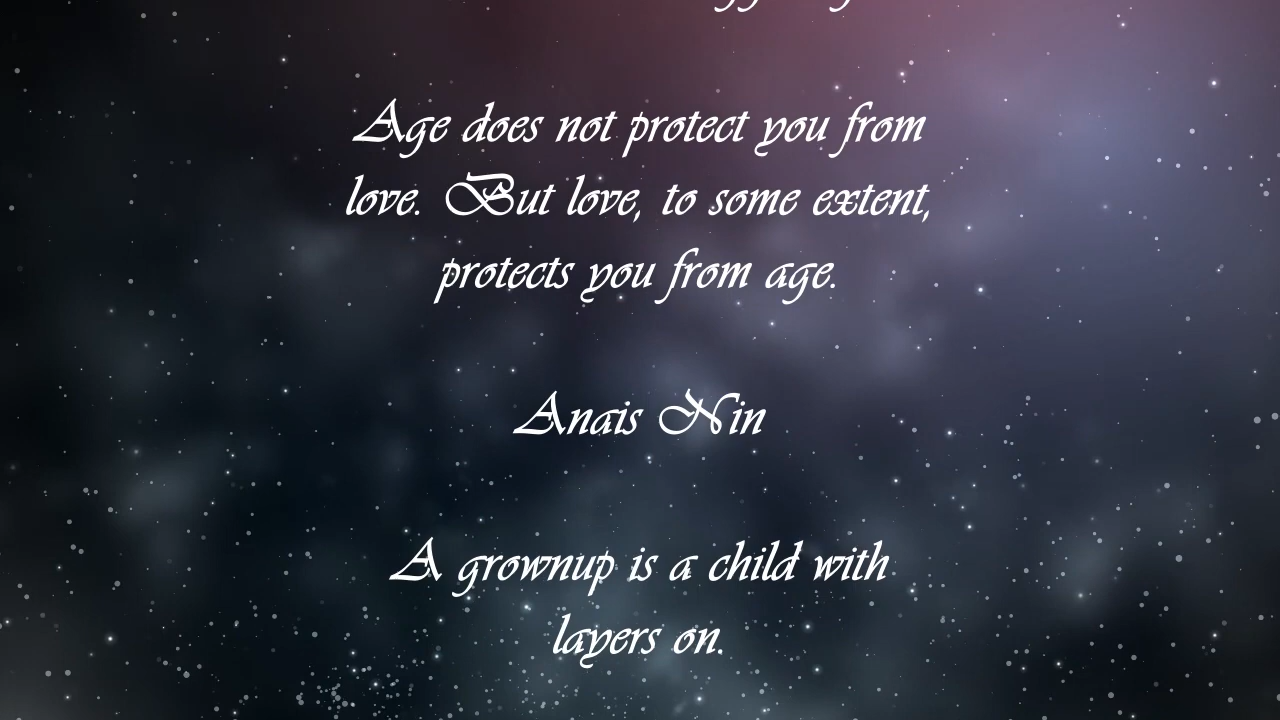 Age does not protect you from
love. But love, to some extent,
protects you from age.
Anais Nin
A grownup is a child with
layers on.